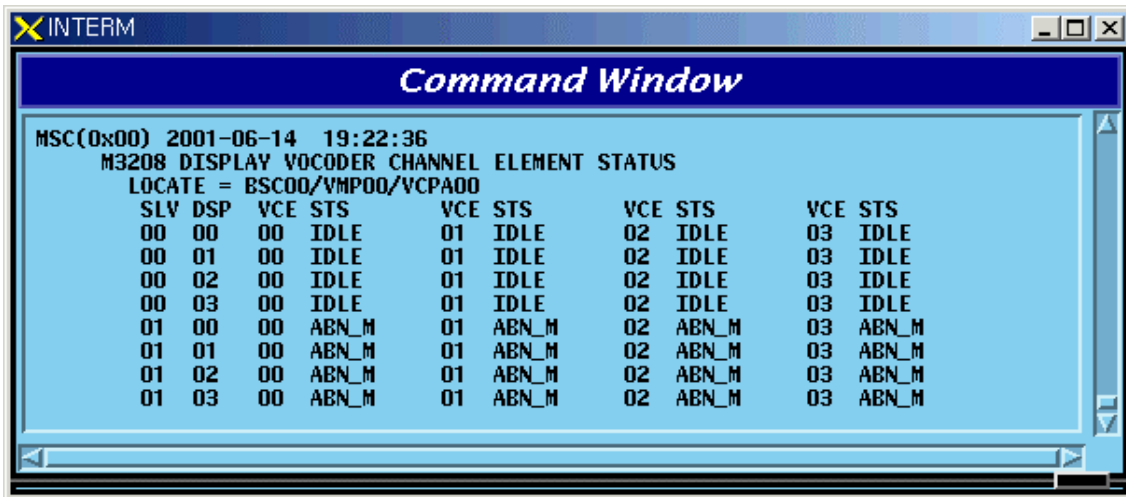 INTERM
Command Window
MSC(0x00) 2001-06-14 19:22:36
M3208 DISPLAY VOCODER CHANNEL ELEMENT STATUS
LOCATE = BSC00/VMP00/VCPA00
SLV DSP VCE STS VCE STS VCE STS VCE STS
00 00 00 IDLE 01 IDLE 02 IDLE 03 IDLE
00 01 00 IDLE 01 IDLE 02 IDLE 03 IDLE
00 02 00 IDLE 01 IDLE 02 IDLE 03 IDLE
00 03 00 IDLE 01 IDLE 02 IDLE 03 IDLE
01 00 00 ABN_M 01 ABN_M 02 ABN_M 03 ABN_M
01 01 00 ABN_M 01 ABN_M 02 ABN_M 03 ABN_M
01 02 00 ABN_M 01 ABN_M 02 ABN_M 03 ABN_M
01 03 00 ABN_M 01 ABN_M 02 ABN_M 03 ABN_M